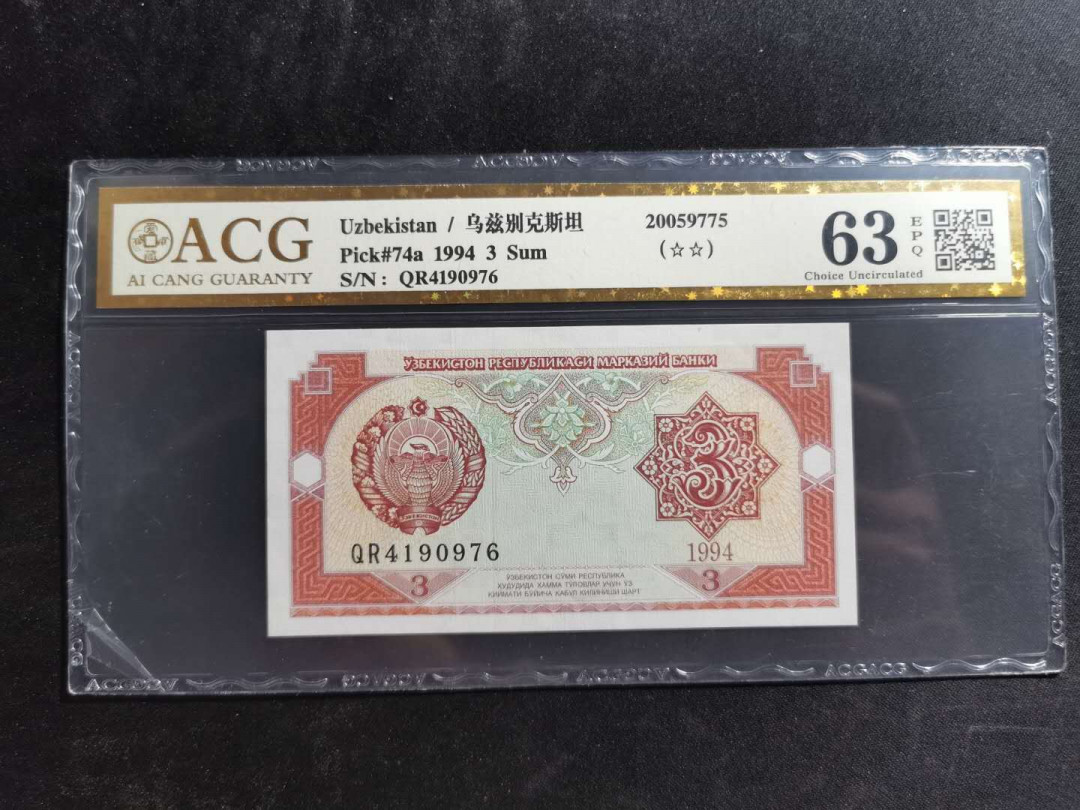 ACG
AI CANG GUARANTY
Uzbekistan / 乌兹别克斯坦
Pick#74a 1994 3 Sum
S/N: QR4190976
20059775
(☆☆)
63
EPQ
Choice Uncirculated
ЎЗБЕКИСТОН РЕСПУБЛИКАСИ МАРКАЗИЙ БАНКИ
3
QR4190976
1994
3
ЎЗБЕКИСТОН СЎМИ РЕСПУБЛИКА
ҲУДУДИДА ҲАММА ТЎЛОВЛАР УЧУН ЎЗ
ҚИЙМАТИ БЎЙИЧА ҚАБУЛ ҚИЛИНИШИ ШАРТ
3